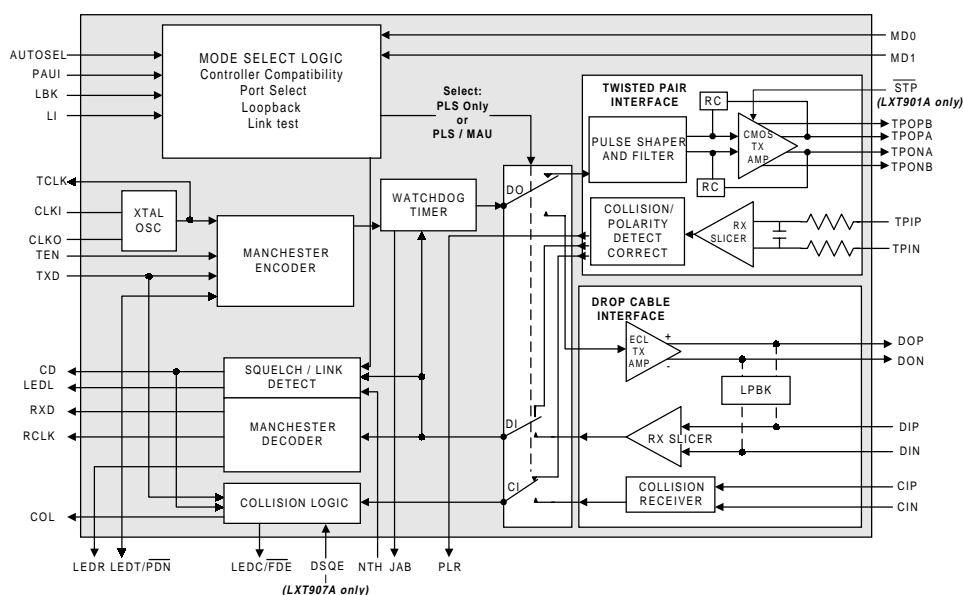 AUTOSEL
PAUI
LBK
LI
MODE SELECT LOGIC
Controller Compatibility
Port Select
Loopback
Link test
Select:
PLS Only
or
PLS / MAU
MD0
MD1
STP
(LXT901A only)
TWISTED PAIR
INTERFACE
RC
PULSE SHAPER
AND FILTER
CMOS
TX
AMP
RC
TPOPB
TPOPA
TPONA
TPONB
TCLK
CLKI
CLKO
TEN
TXD
XTAL
OSC
MANCHESTER
ENCODER
WATCHDOG
TIMER
DO
COLLISION/
POLARITY
DETECT
CORRECT
RX
SLICER
TPIP
TPIN
DROP CABLE
INTERFACE
ECL
TX
AMP
+
-
DOP
DON
LPBK
CD
LEDL
RXD
RCLK
SQUELCH / LINK
DETECT
MANCHESTER
DECODER
DI
RX SLICER
DIP
DIN
COLLISION LOGIC
CI
COLLISION
RECEIVER
CIP
CIN
COL
LEDR
LEDT/PDN
LEDC/FDE
DSQE
(LXT907A only)
NTH
JAB
PLR